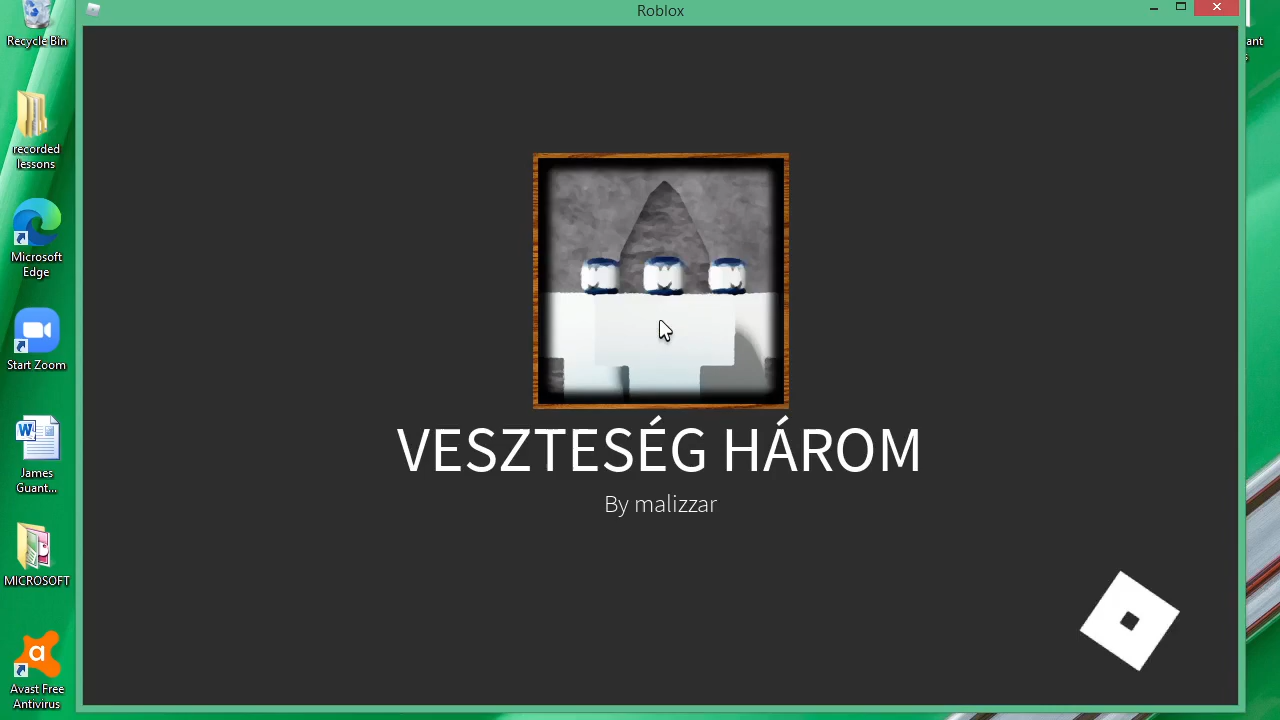 Roblox
Recycle Bin
recorded
lessons
Microsoft
Edge
Start Zoom
James
Guant...
MICROSOFT
Avast Free
Antivirus
VESZTESÉG HÁROM
By malizzar